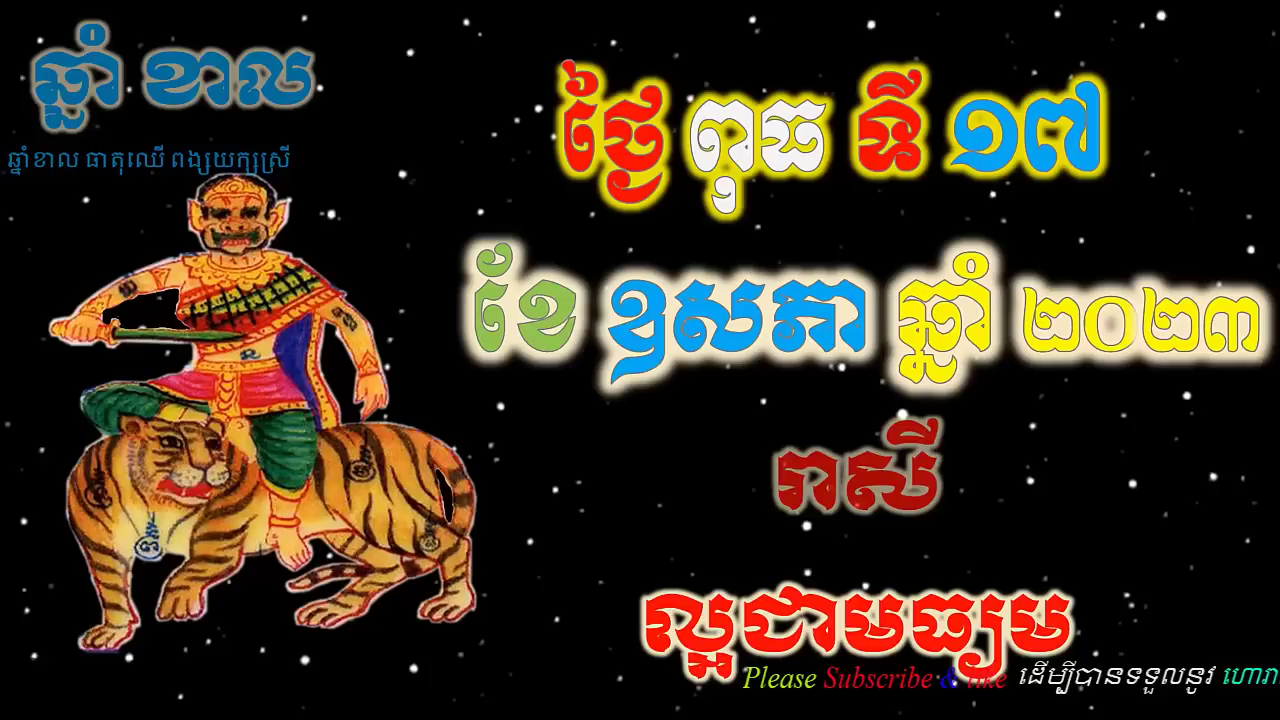 ឆ្នាំ ខាល
ឆ្នាំខាល ធាតុឈើ ពង្សយក្សស្រី
ថ្ងៃ ពុធ ទី ១៧
ខែ ឧសភា ឆ្នាំ ២០២៣
រាសី
ល្អជាមធ្យម
Please Subscribe & like ដើម្បីបានទទួលនូវ ហោរា